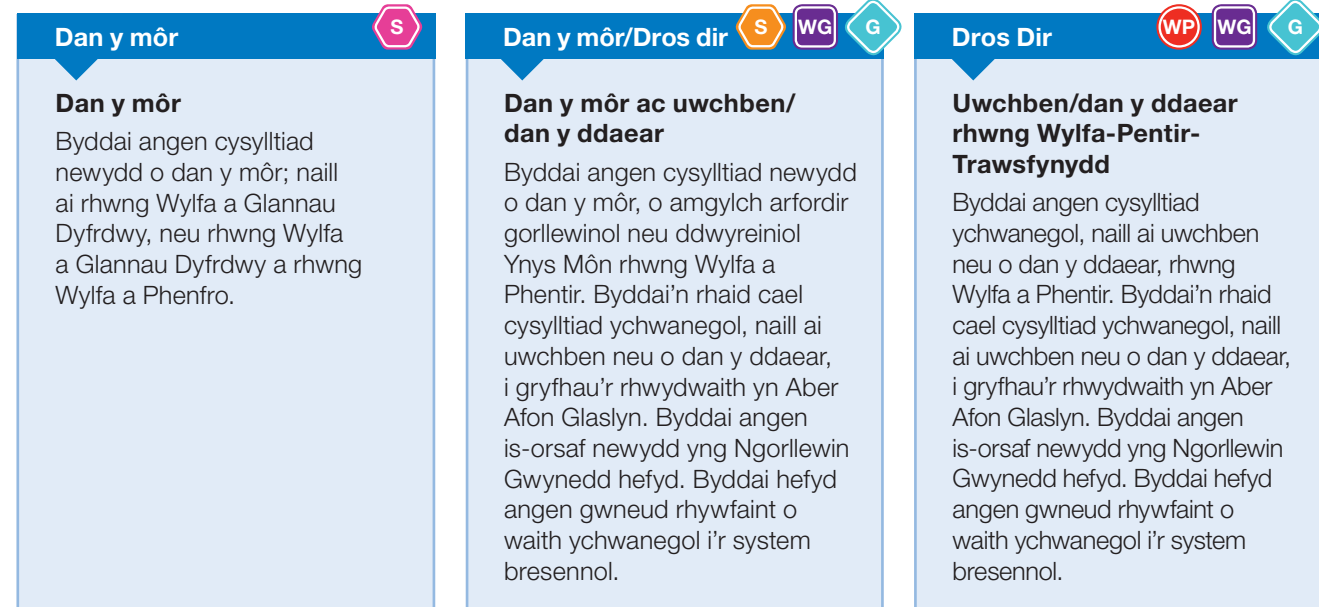 Dan y môr
S
Dan y môr
Byddai angen cysylltiad
newydd o dan y môr; naill
ai rhwng Wylfa a Glannau
Dyfrdwy, neu rhwng Wylfa
a Glannau Dyfrdwy a rhwng
Wylfa a Phenfro.
Dan y môr/Dros dir
S
WG
G
Dan y môr ac uwchben/
dan y ddaear
Byddai angen cysylltiad newydd
o dan y môr, o amgylch arfordir
gorllewinol neu ddwyreiniol
Ynys Môn rhwng Wylfa a
Phentir. Byddai'n rhaid cael
cysylltiad ychwanegol, naill ai
uwchben neu o dan y ddaear,
i gryfhau'r rhwydwaith yn Aber
Afon Glaslyn. Byddai angen
is-orsaf newydd yng Ngorllewin
Gwynedd hefyd. Byddai hefyd
angen gwneud rhywfaint o
waith ychwanegol i'r system
bresennol.
Dros Dir
WP
WG
G
Uwchben/dan y ddaear
rhwng Wylfa-Pentir-
Trawsfynydd
Byddai angen cysylltiad
ychwanegol, naill ai uwchben
neu o dan y ddaear, rhwng
Wylfa a Phentir. Byddai'n rhaid
cael cysylltiad ychwanegol, naill
ai uwchben neu o dan y ddaear,
i gryfhau'r rhwydwaith yn Aber
Afon Glaslyn. Byddai angen
is-orsaf newydd yng Ngorllewin
Gwynedd hefyd. Byddai hefyd
angen gwneud rhywfaint o
waith ychwanegol i'r system
bresennol.